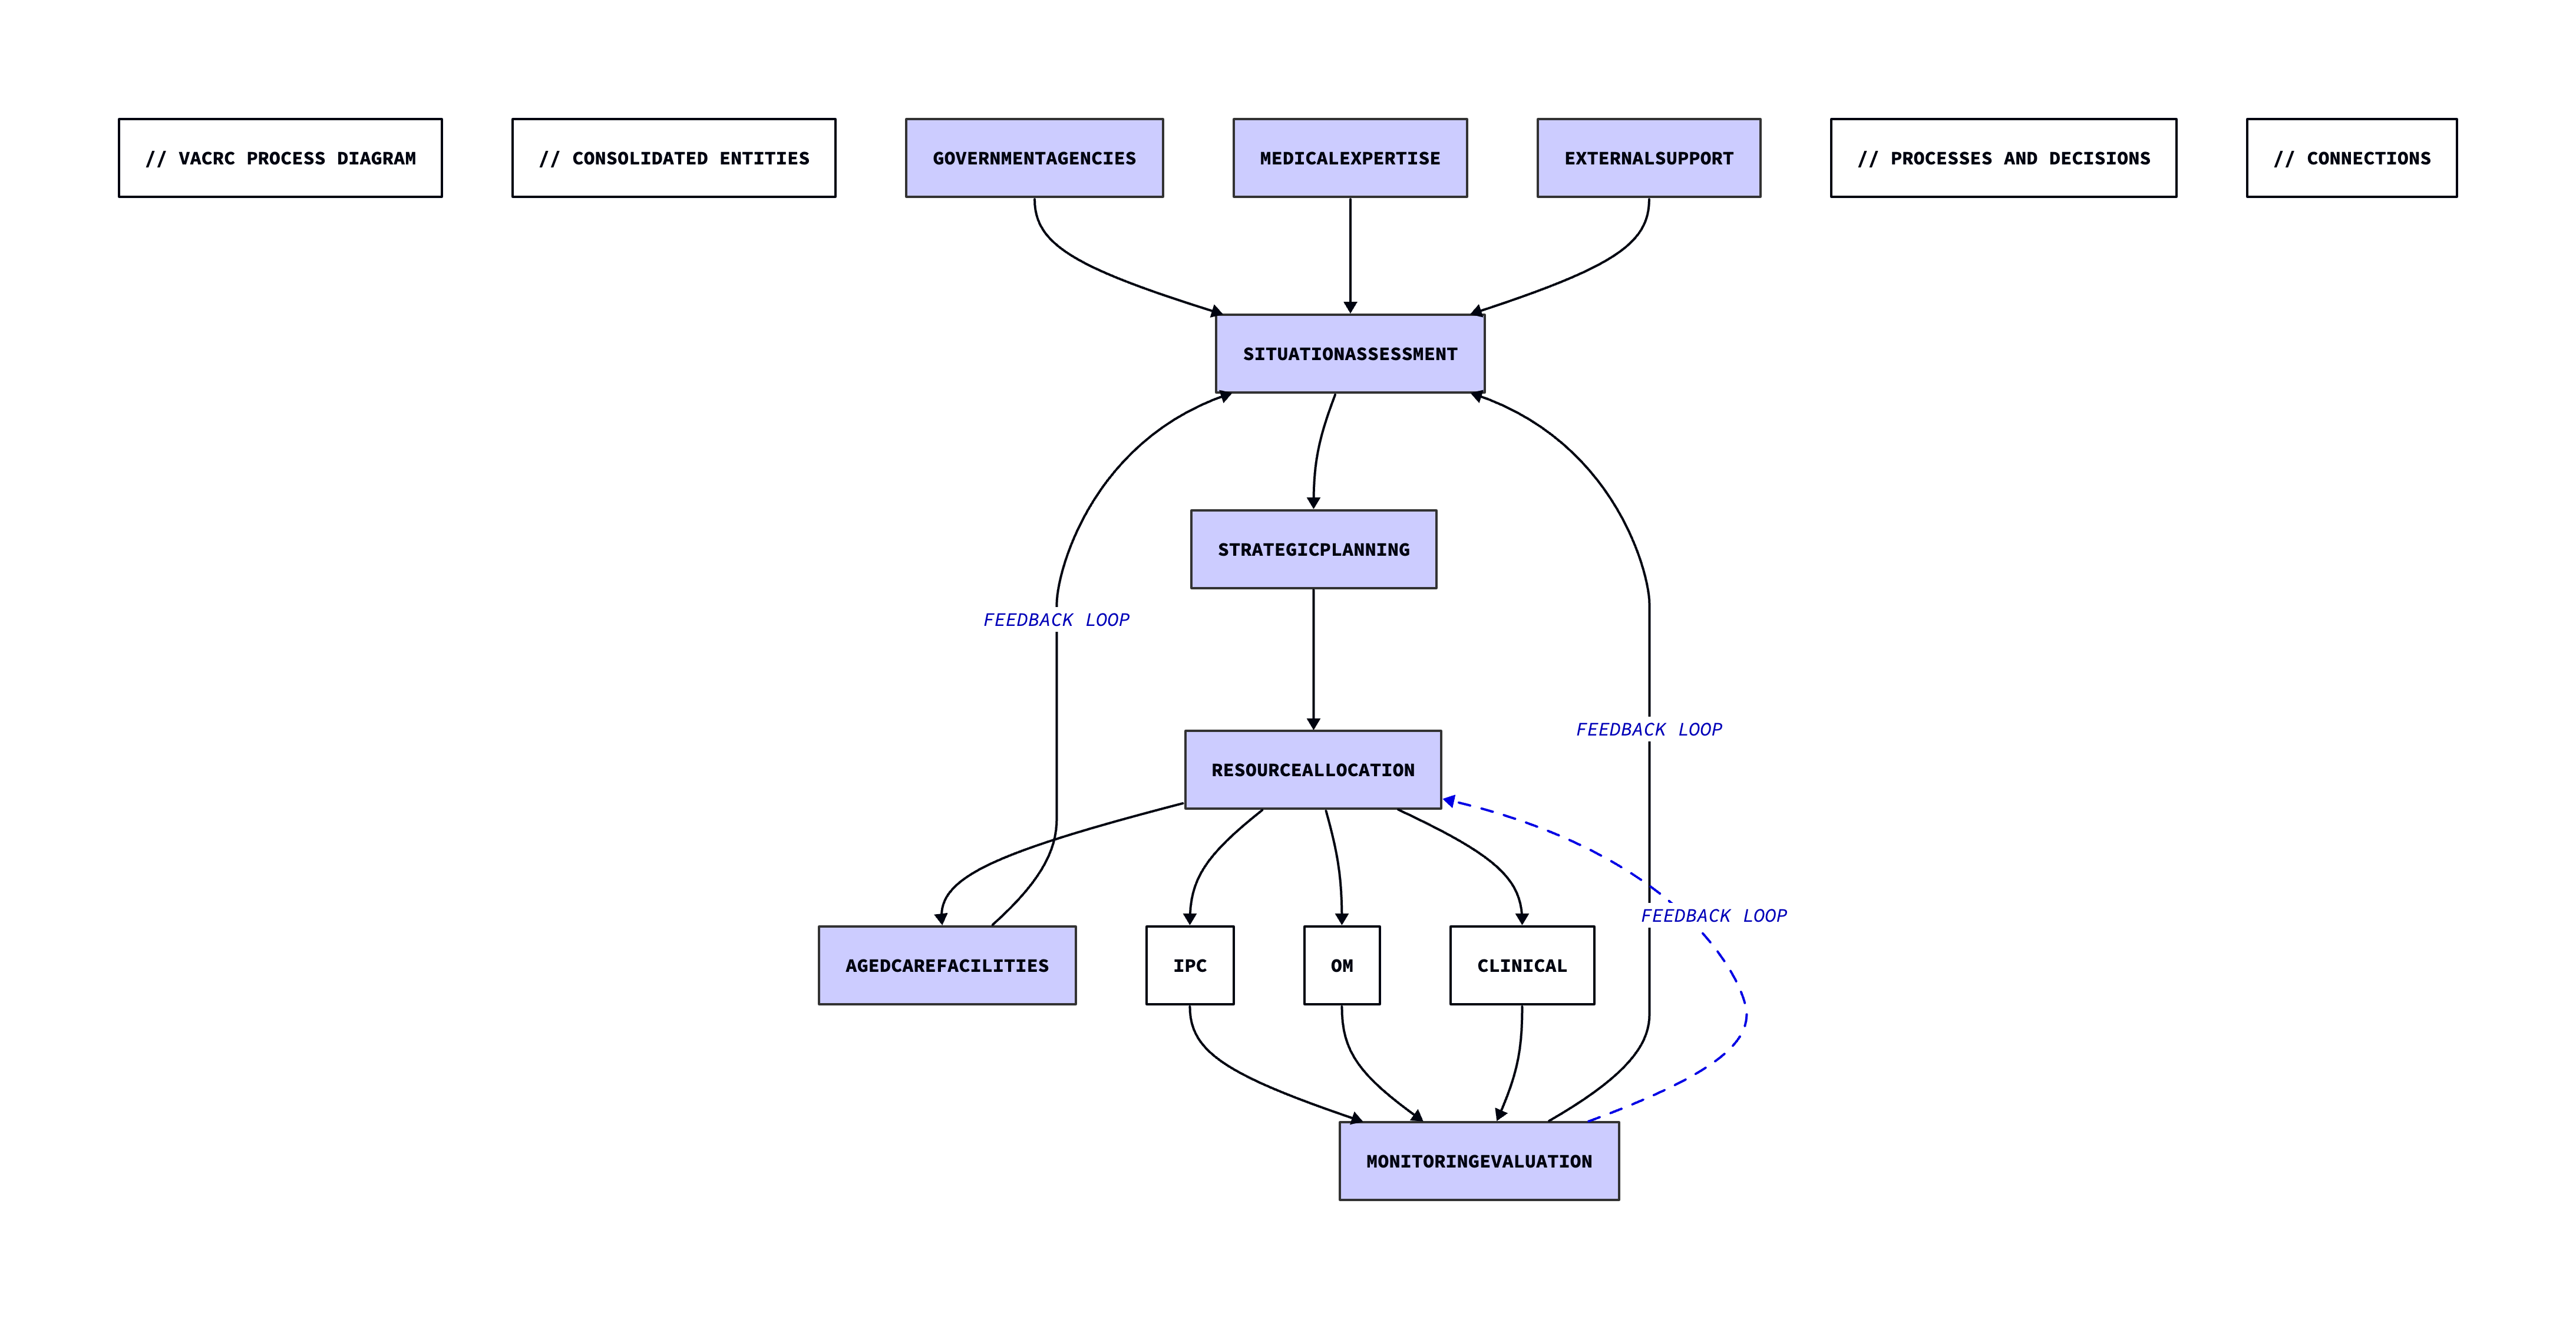 // VACRC PROCESS DIAGRAM
// CONSOLIDATED ENTITIES
GOVERNMENTAGENCIES
MEDICALEXPERTISE
EXTERNALSUPPORT
// PROCESSES AND DECISIONS
// CONNECTIONS
SITUATIONASSESSMENT
STRATEGICPLANNING
FEEDBACK LOOP
FEEDBACK LOOP
RESOURCEALLOCATION
FEEDBACK LOOP
AGEDCAREFACILITIES
IPC
OM
CLINICAL
MONITORINGEVALUATION